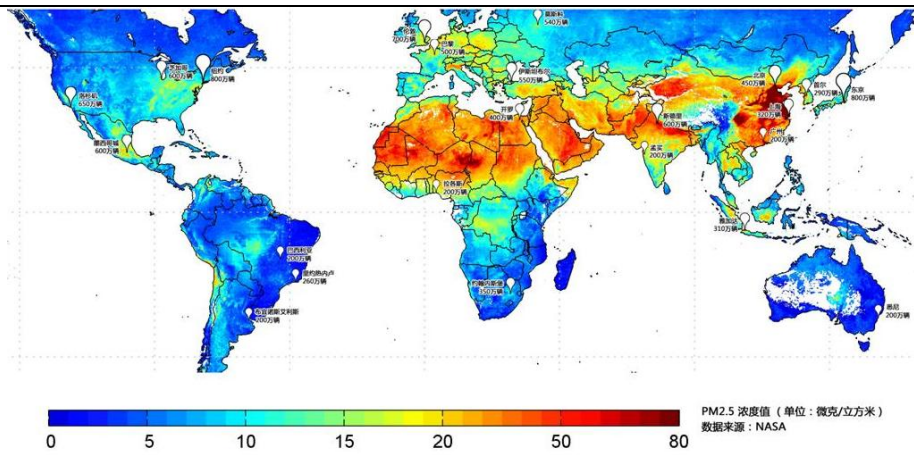 莫斯科
540万辆
伦敦
700万辆
巴黎
500万辆
芝加哥
600万辆
纽约
800万辆
洛杉矶
650万辆
伊斯坦布尔
550万辆
北京
450万辆
首尔
290万辆
东京
800万辆
上海
320万辆
开罗
400万辆
新德里
600万辆
广州
200万辆
墨西哥城
600万辆
孟买
200万辆
拉各斯
200万辆
雅加达
310万辆
巴西利亚
200万辆
里约热内卢
260万辆
约翰内斯堡
350万辆
布宜诺斯艾利斯
200万辆
悉尼
200万辆
PM2.5 浓度值（单位：微克/立方米）
数据来源：NASA
0 5 10 15 20 50 80